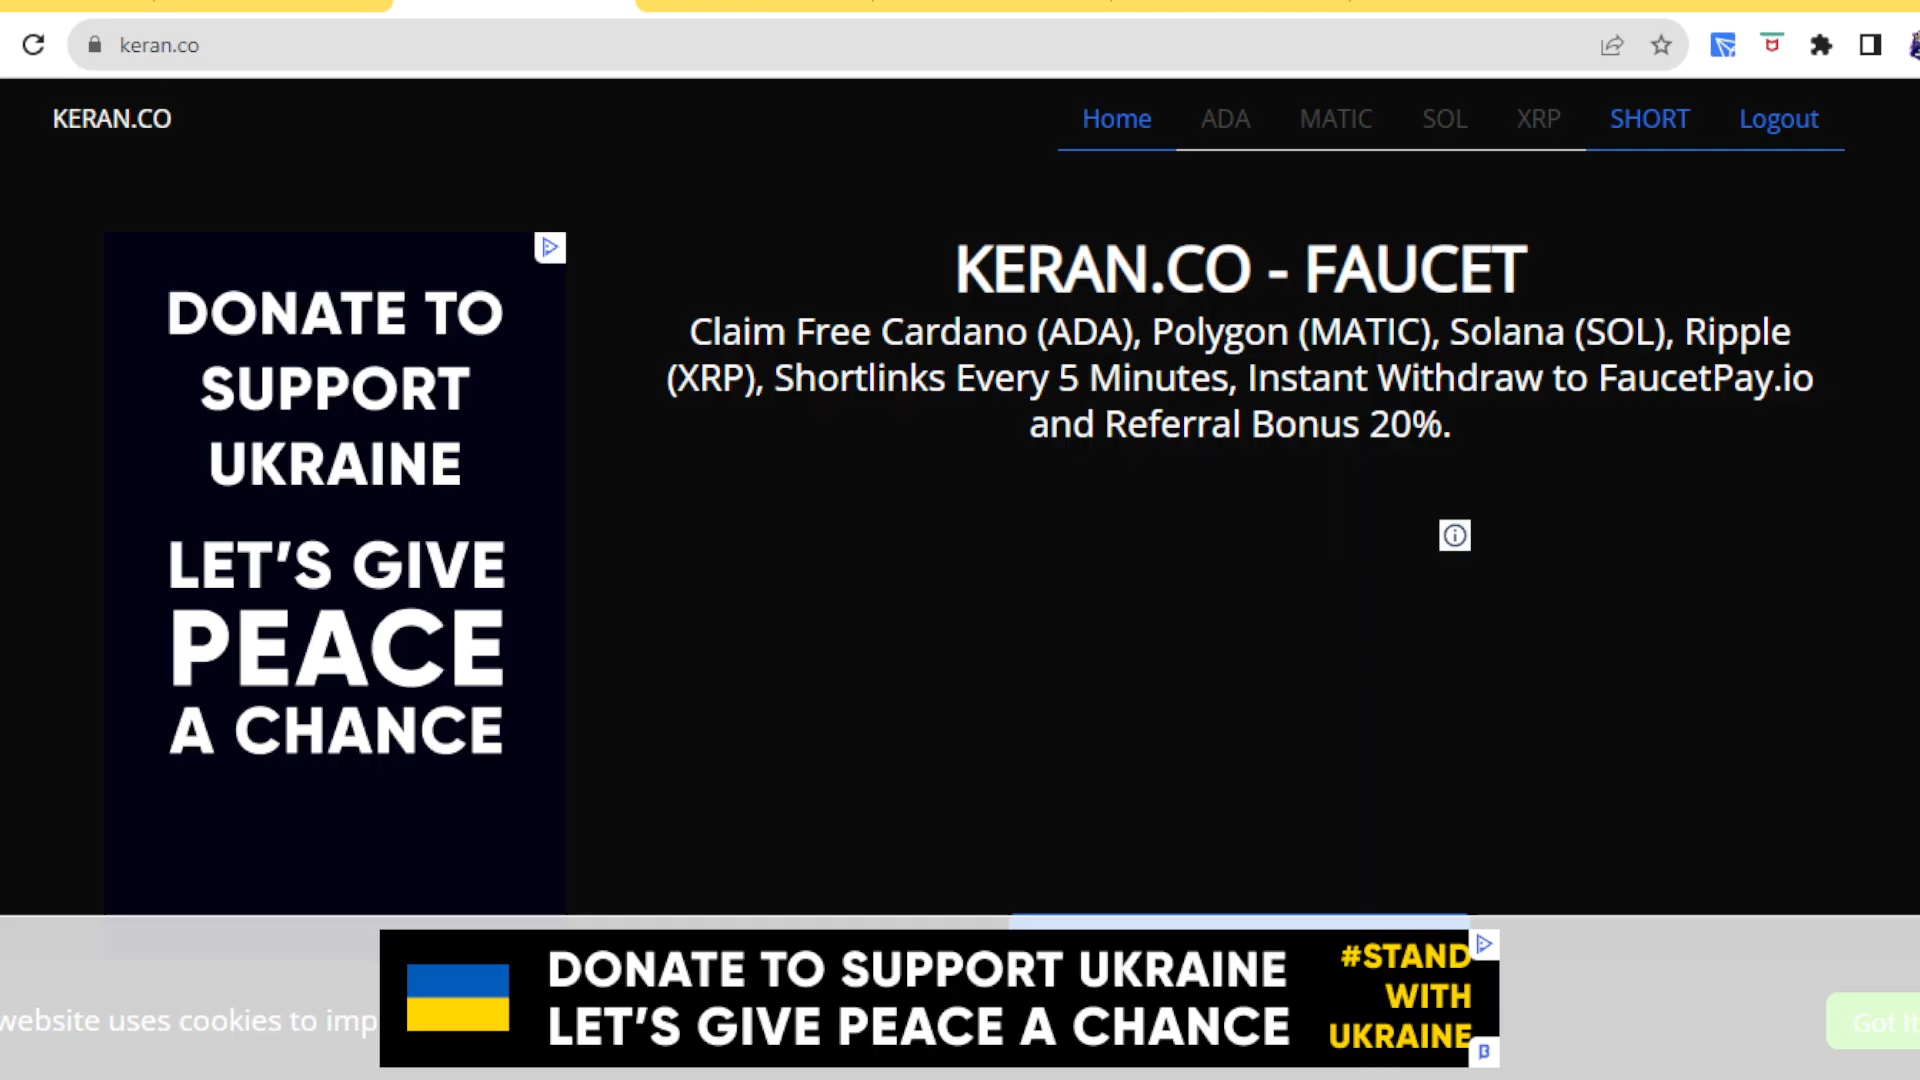 keran.co
KERAN.CO
Home ADA MATIC SOL XRP SHORT Logout
DONATE TO
SUPPORT
UKRAINE
LET'S GIVE
PEACE
A CHANCE
KERAN.CO - FAUCET
Claim Free Cardano (ADA), Polygon (MATIC), Solana (SOL), Ripple
(XRP), Shortlinks Every 5 Minutes, Instant Withdraw to FaucetPay.io
and Referral Bonus 20%.
website uses cookies to imp
DONATE TO SUPPORT UKRAINE
LET'S GIVE PEACE A CHANCE
#STAND
WITH
UKRAINE
Got It